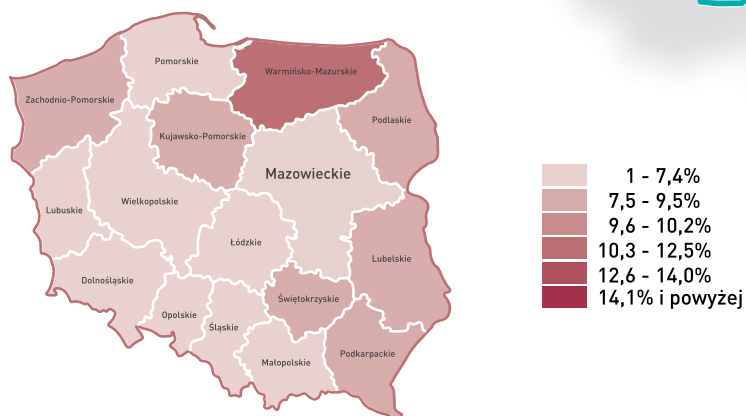 Pomorskie
Warmińsko-Mazurskie
Zachodnio-Pomorskie
Podlaskie
Kujawsko-Pomorskie
Mazowieckie
Wielkopolskie
Lubuskie
Łódzkie
Lubelskie
Dolnośląskie
Świętokrzyskie
Opolskie
Śląskie
Podkarpackie
Małopolskie
1 - 7,4%
7,5 - 9,5%
9,6 - 10,2%
10,3 - 12,5%
12,6 - 14,0%
14,1% i powyżej